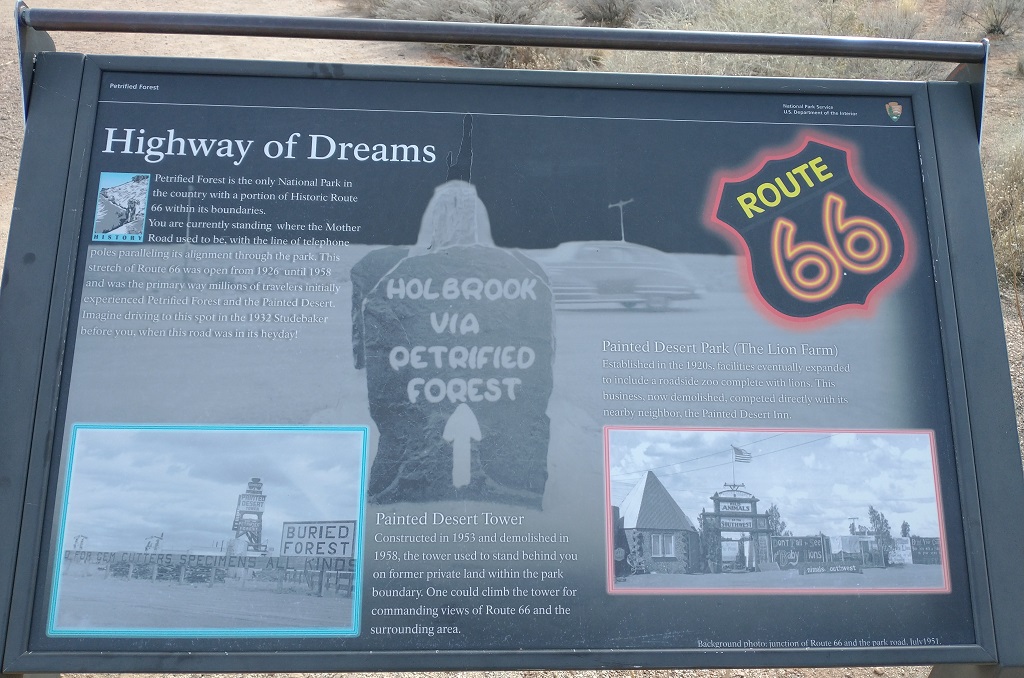 Petrified Forest
National Park Service
U.S. Department of the Interior
Highway of Dreams
Petrified Forest is the only National Park in
the country with a portion of Historic Route
66 within its boundaries.
You are currently standing where the Mother
Road used to be, with the line of telephone
poles paralleling its alignment through the park. This
stretch of Route 66 was open from 1926 until 1958
and was the primary way millions of travelers initially
experienced Petrified Forest and the Painted Desert.
Imagine driving to this spot in the 1932 Studebaker
before you, when this road was in its heyday!
HISTORY
HOLBROOK
VIA
PETRIFIED
FOREST
ROUTE
66
Painted Desert Park (The Lion Farm)
Established in the 1920s, facilities eventually expanded
to include a roadside zoo complete with lions. This
business, now demolished, competed directly with its
nearby neighbor, the Painted Desert Inn.
PAINTED
DESERT
BURIED
FOREST
GEM CUTTERS SPECIMENS ALL KINDS
Painted Desert Tower
Constructed in 1953 and demolished in
1958, the tower used to stand behind you
on former private land within the park
boundary. One could climb the tower for
commanding views of Route 66 and the
surrounding area.
ANIMALS
lions
Background photo: junction of Route 66 and the park road, July 1951.